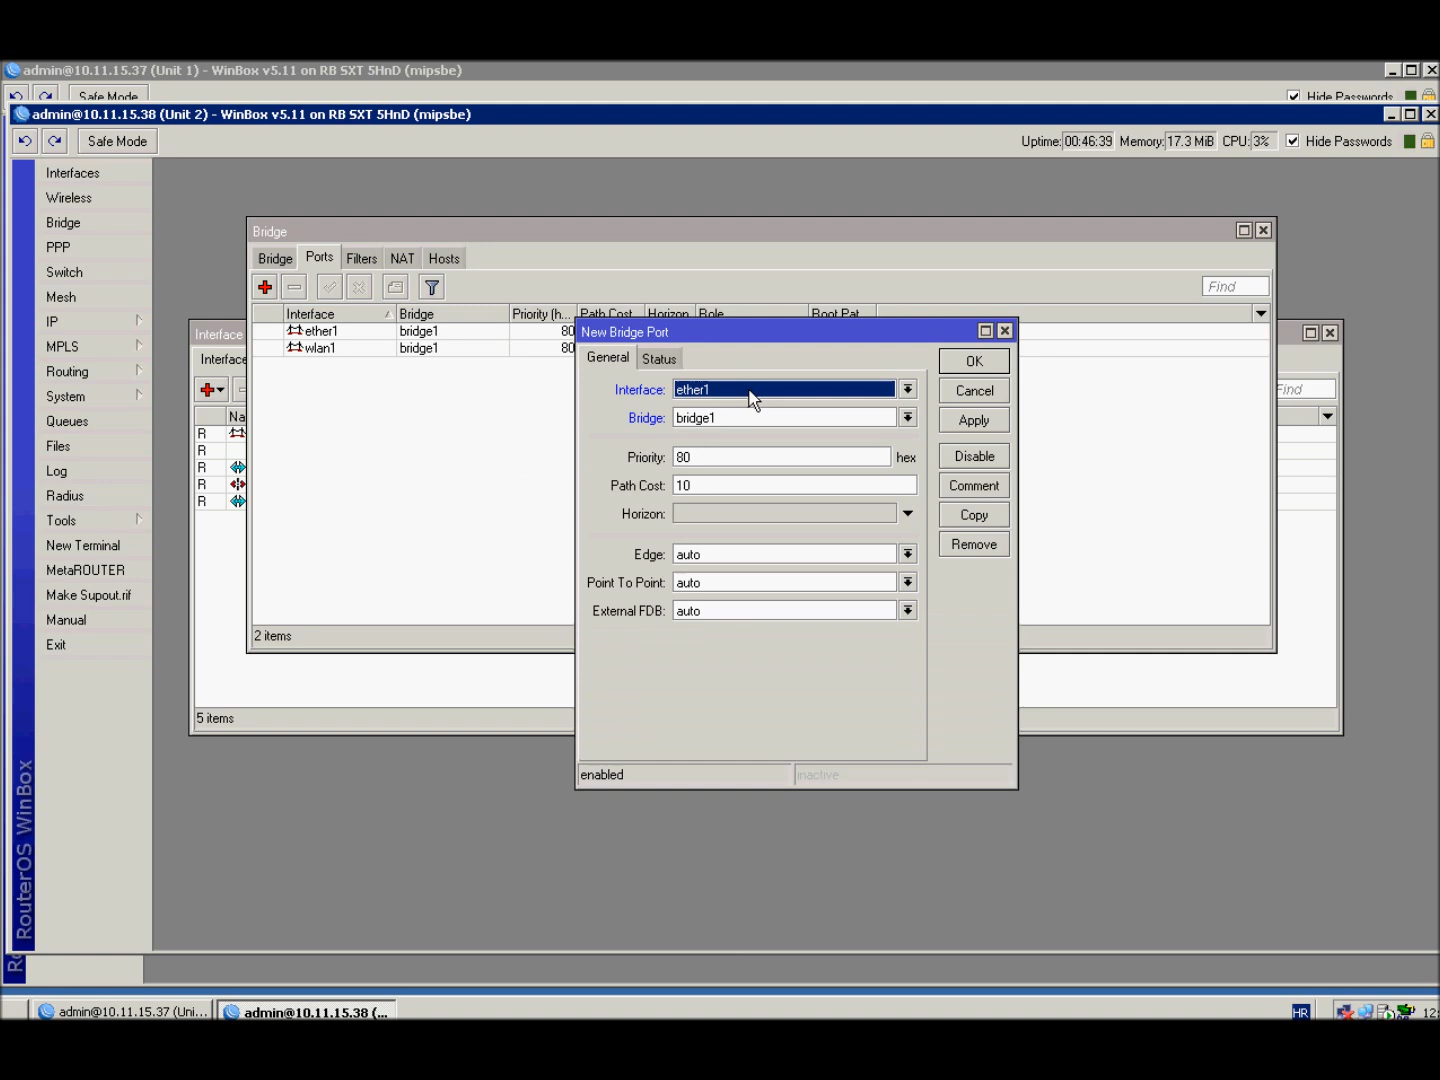 admin@10.11.15.37 (Unit 1) - WinBox v5.11 on RB SXT 5HnD (mipsbe)
Safe Mode
Hide Passwords
admin@10.11.15.38 (Unit 2) - WinBox v5.11 on RB SXT 5HnD (mipsbe)
Safe Mode
Uptime: 00:46:39 Memory: 17.3 MiB CPU: 3% Hide Passwords
Interfaces
Wireless
Bridge
PPP
Switch
Mesh
IP
MPLS
Routing
System
Queues
Files
Log
Radius
Tools
New Terminal
MetaROUTER
Make Supout.rif
Manual
Exit
RouterOS WinBox
Ro
Bridge
Bridge Ports Filters NAT Hosts
Find
Interface Bridge Priority (h... Path Cost Horizon Role Root Pat...
ether1 bridge1 80
wlan1 bridge1 80
2 items
Interface
Interface
Find
Na
R
R
R
R
R
5 items
New Bridge Port
General Status
Interface: ether1
Bridge: bridge1
Priority: 80 hex
Path Cost: 10
Horizon:
Edge: auto
Point To Point: auto
External FDB: auto
OK
Cancel
Apply
Disable
Comment
Copy
Remove
enabled inactive
admin@10.11.15.37 (Uni...
admin@10.11.15.38 (...
HR
12: